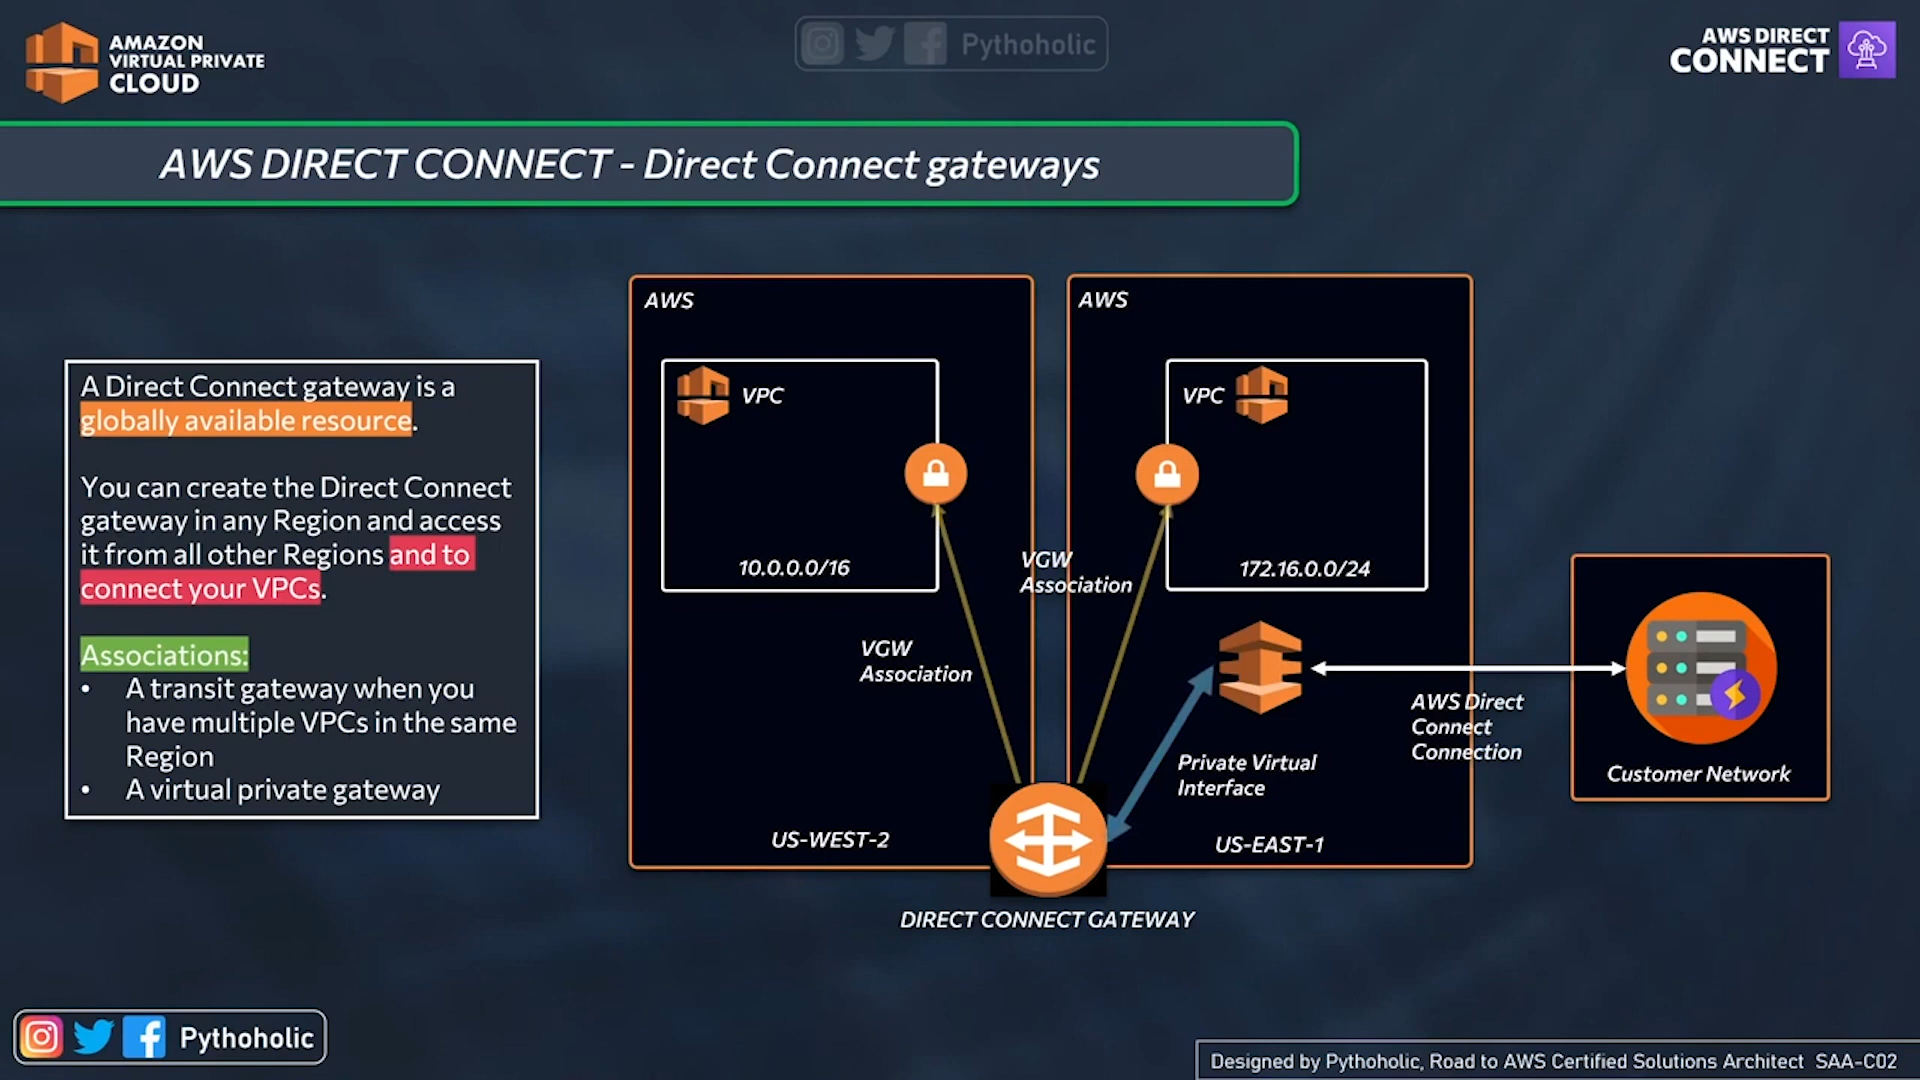 AMAZON
VIRTUAL PRIVATE
CLOUD
Pythoholic
AWS DIRECT
CONNECT
AWS DIRECT CONNECT - Direct Connect gateways
A Direct Connect gateway is a
globally available resource.
You can create the Direct Connect
gateway in any Region and access
it from all other Regions and to
connect your VPCs.
Associations:
• A transit gateway when you
have multiple VPCs in the same
Region
• A virtual private gateway
AWS
VPC
10.0.0.0/16
VGW
Association
US-WEST-2
AWS
VPC
172.16.0.0/24
VGW
Association
Private Virtual
Interface
US-EAST-1
AWS Direct
Connect
Connection
Customer Network
DIRECT CONNECT GATEWAY
Pythoholic
Designed by Pythoholic, Road to AWS Certified Solutions Architect SAA-C02